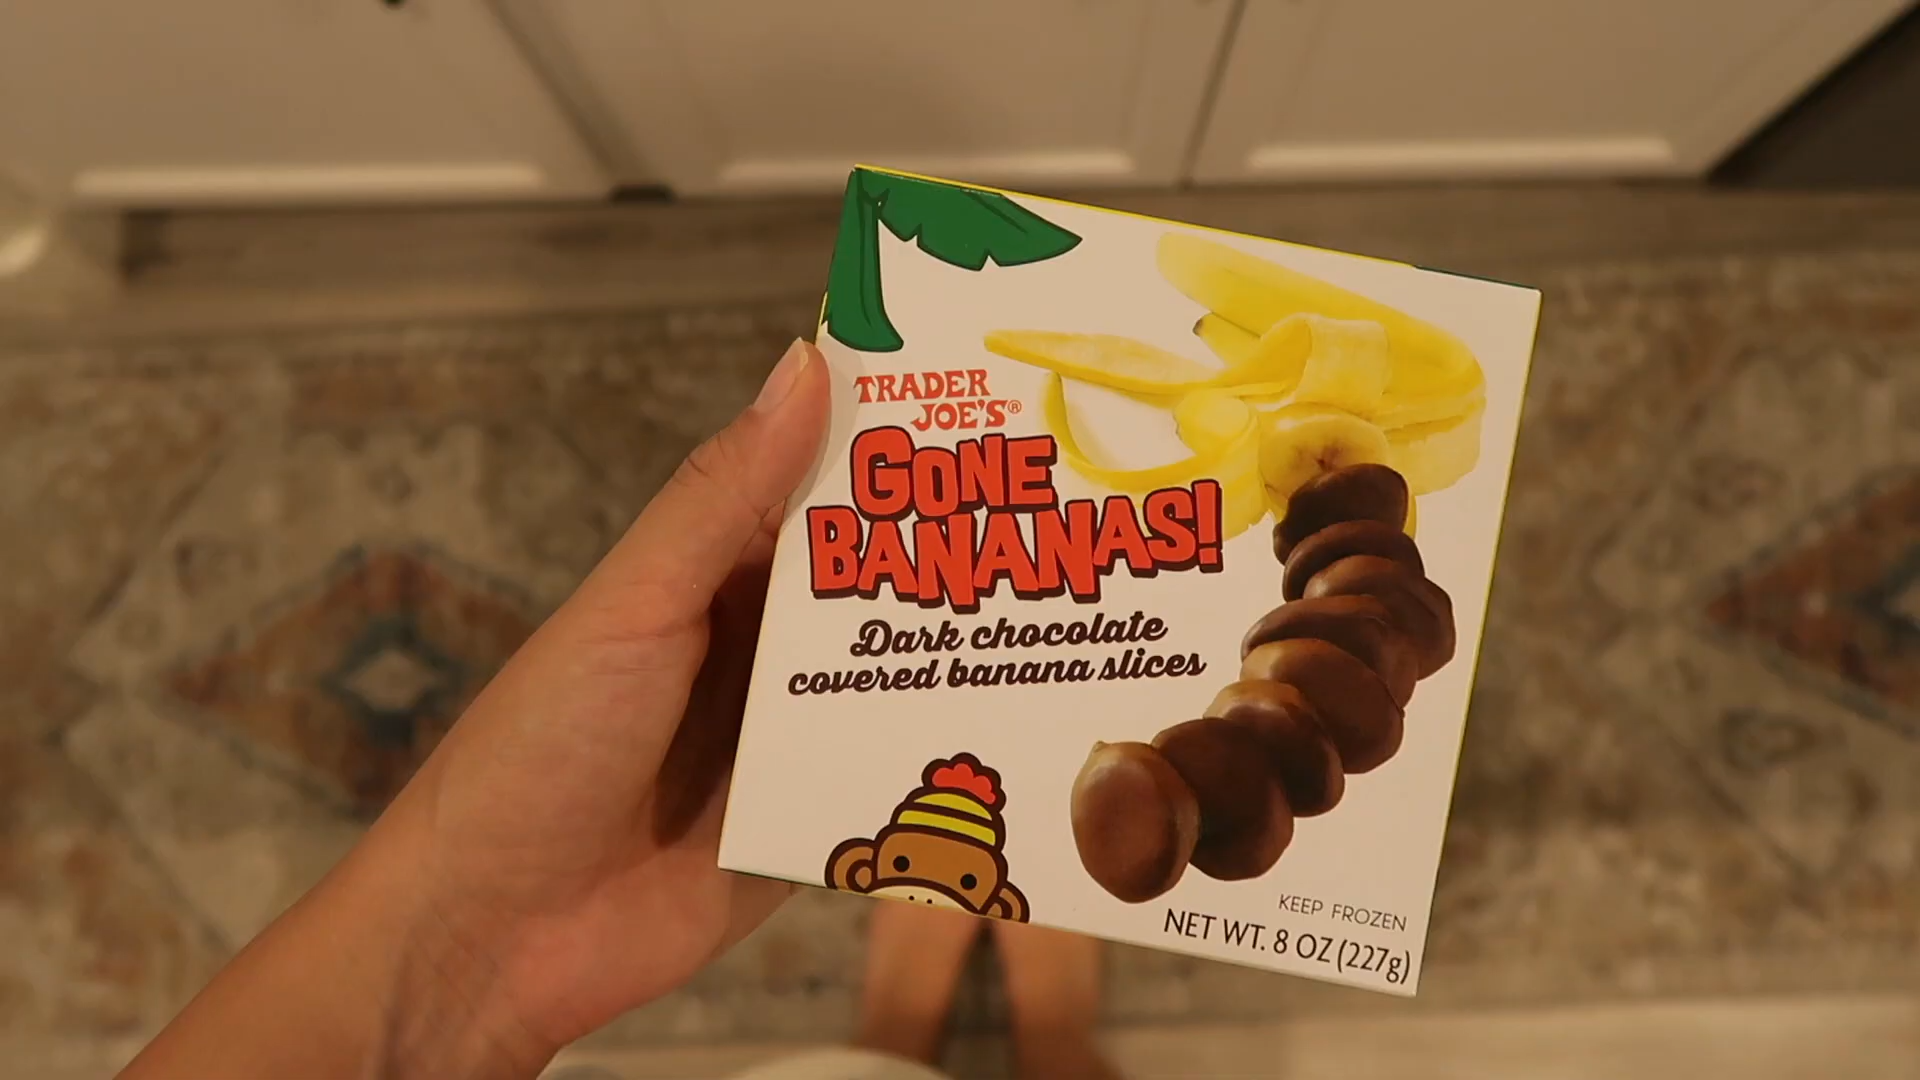 TRADER
JOE'S®
GONE
BANANAS!
Dark chocolate
covered banana slices
KEEP FROZEN
NET WT. 8 OZ (227g)